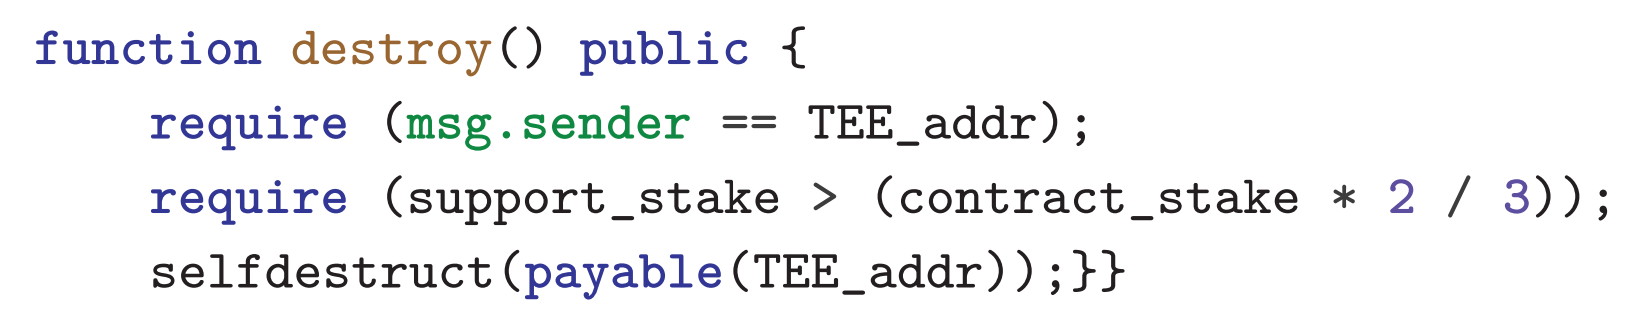 function destroy() public {
    require (msg.sender == TEE_addr);
    require (support_stake > (contract_stake * 2 / 3));
    selfdestruct(payable(TEE_addr));}}